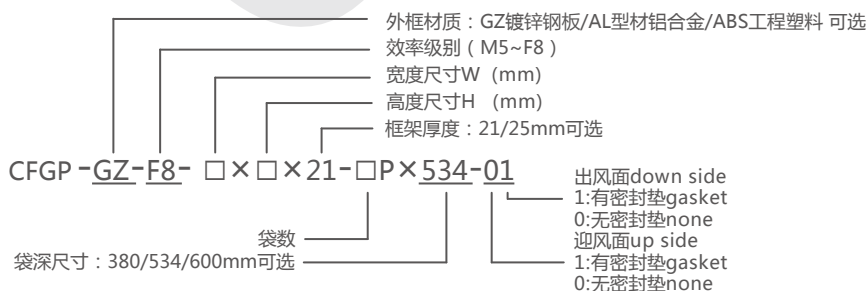 外框材质：GZ镀锌钢板/AL型材铝合金/ABS工程塑料 可选
效率级别（M5~F8）
宽度尺寸W (mm)
高度尺寸H (mm)
框架厚度：21/25mm可选
CFGP-GZ-F8- □×□×21-□P×534-01
出风面down side
1:有密封垫gasket
0:无密封垫none
袋数
迎风面up side
袋深尺寸：380/534/600mm可选
1:有密封垫gasket
0:无密封垫none